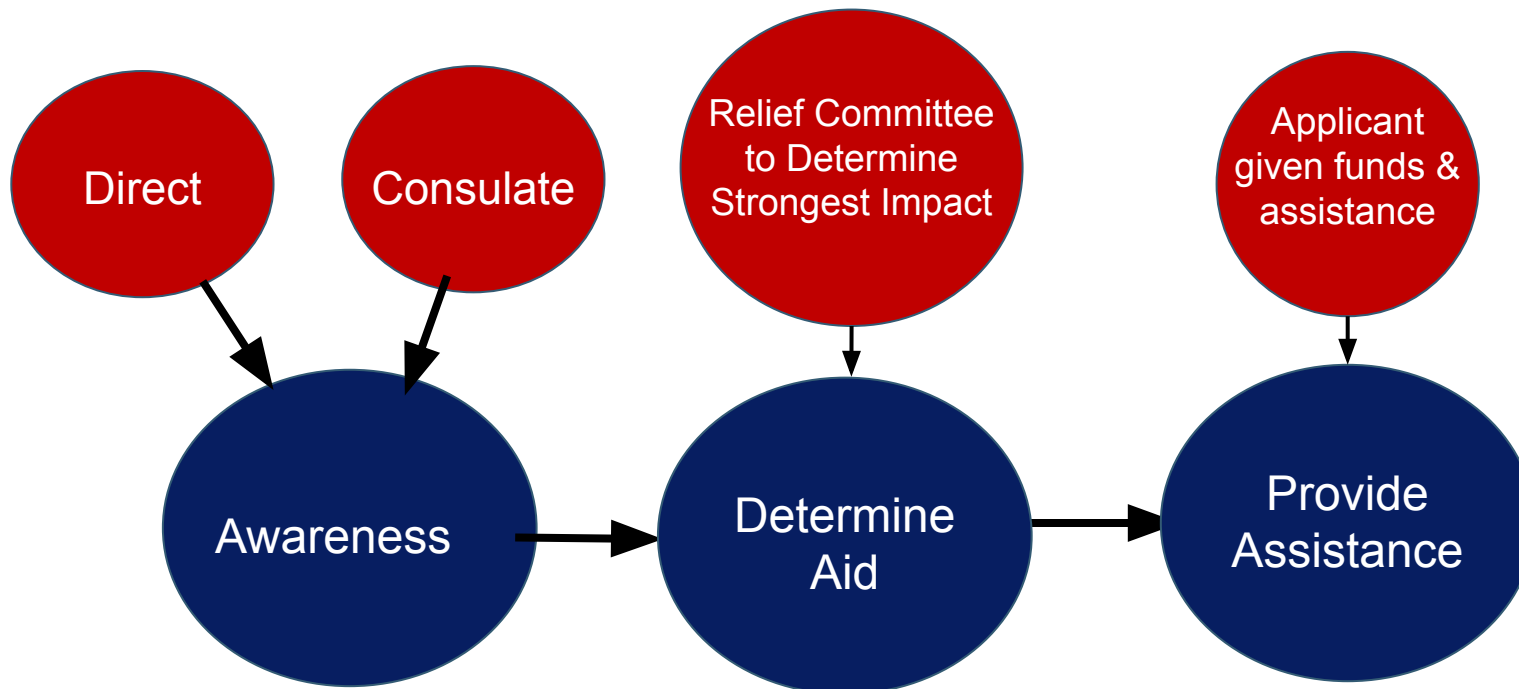 Direct
Consulate
Relief Committee
to Determine
Strongest Impact
Applicant
given funds &
assistance
Awareness
Determine
Aid
Provide
Assistance